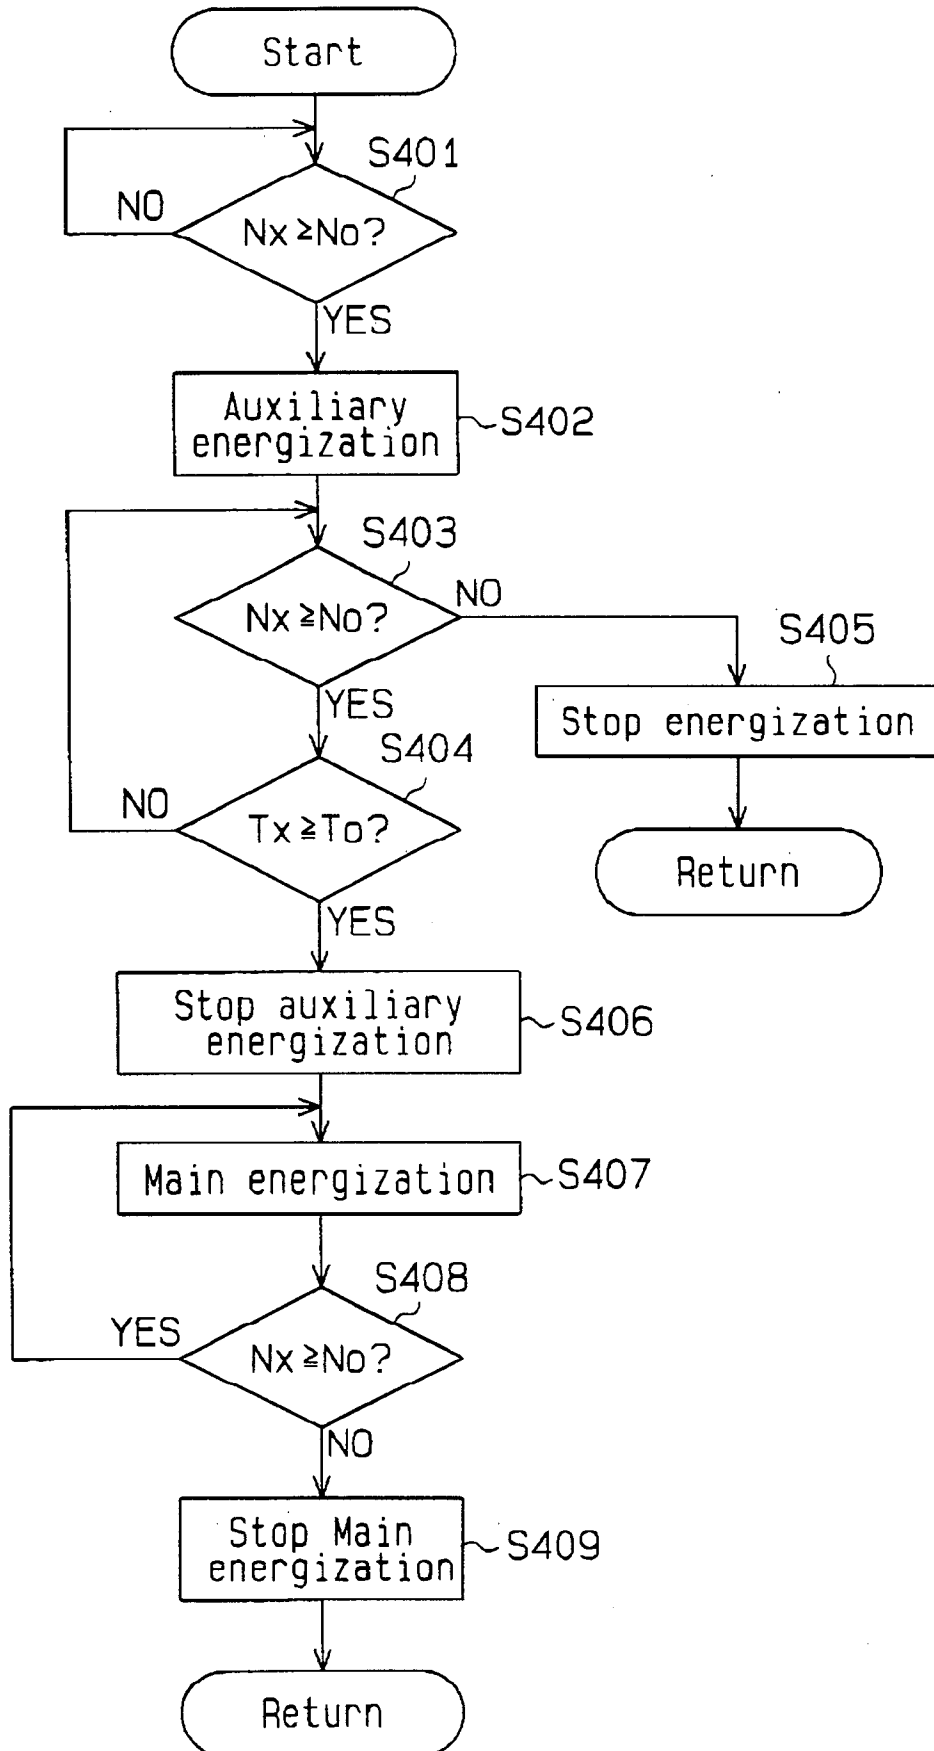 Start
S401
NO
Nx≥No?
YES
Auxiliary
energization
S402
S403
Nx≧No?
NO
YES
S405
Stop energization
Return
S404
NO
Tx≧To?
YES
Stop auxiliary
energization
S406
Main energization
S407
S408
YES
Nx≧No?
NO
Stop Main
energization
S409
Return